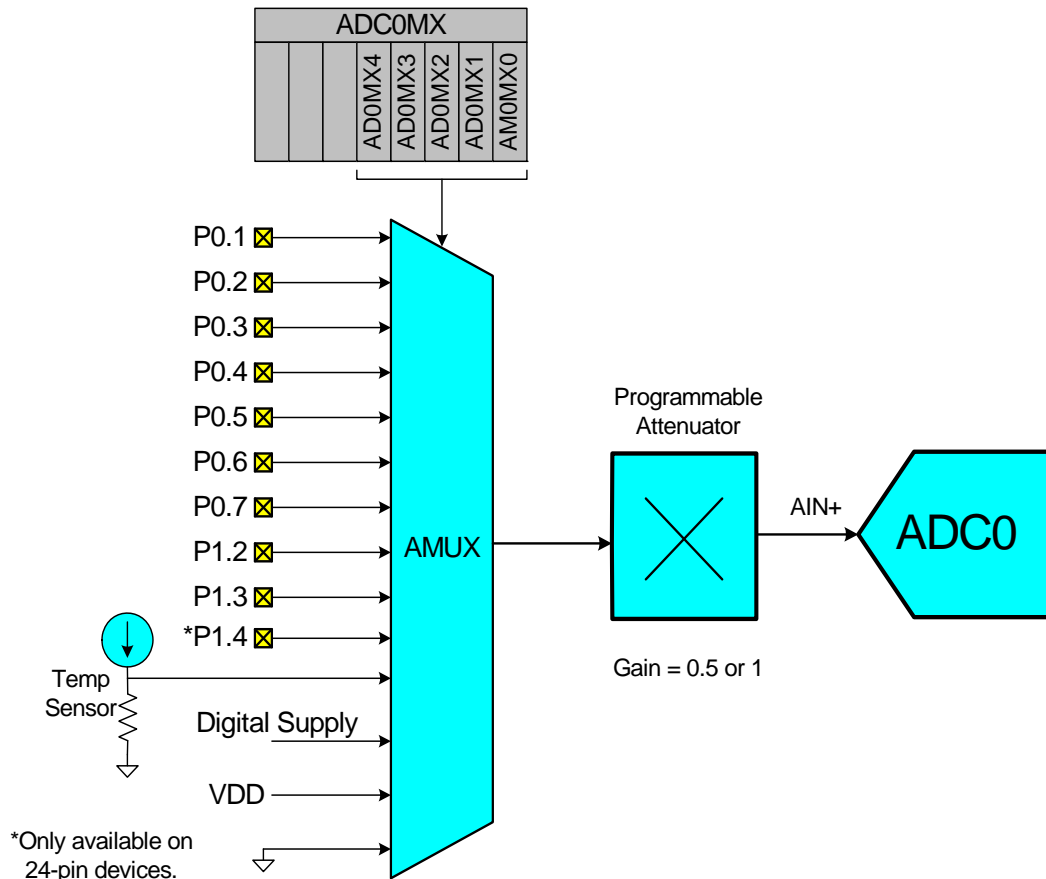 ADC0MX
AD0MX4
AD0MX3
AD0MX2
AD0MX1
AM0MX0
P0.1
P0.2
P0.3
P0.4
P0.5
P0.6
P0.7
P1.2
P1.3
*P1.4
Temp
Sensor
Digital Supply
VDD
*Only available on
24-pin devices.
AMUX
Programmable
Attenuator
Gain = 0.5 or 1
AIN+
ADC0